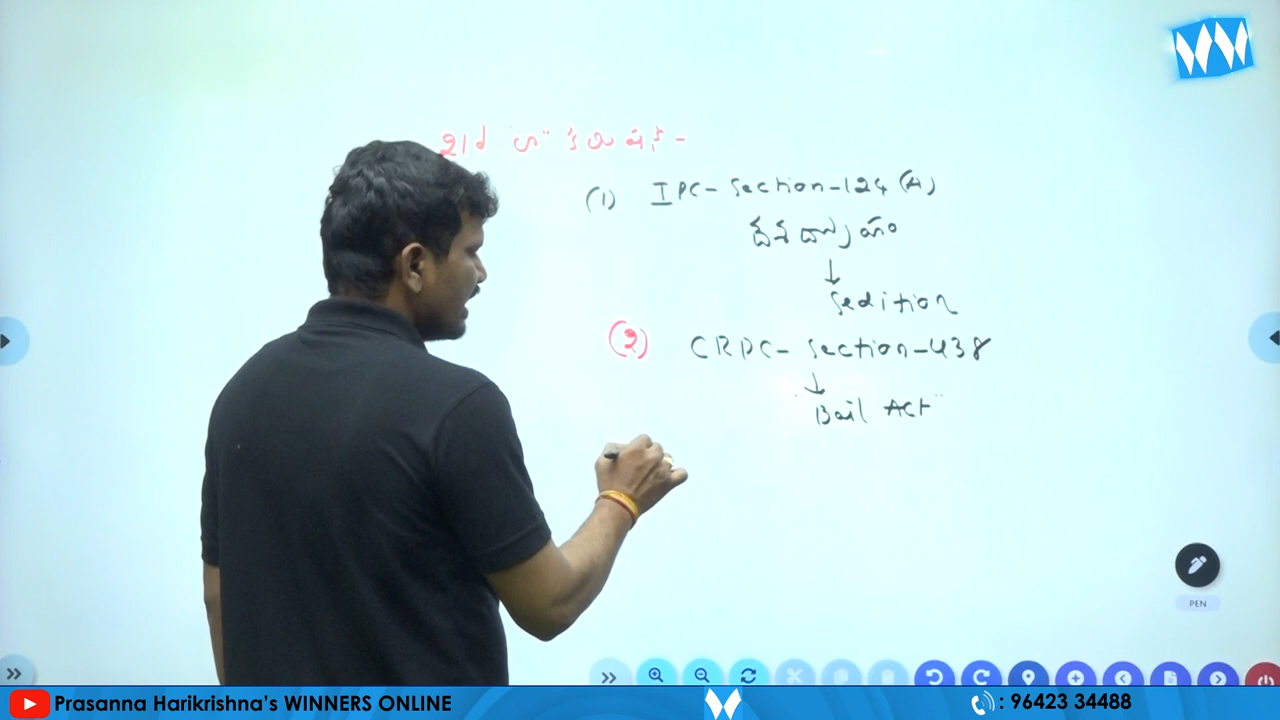 (1) IPC-Section-124(A)
దేశద్రోహం
↓
Sedition
(2) CRPC-Section-438
↓
"Bail Act"
PEN
Prasanna Harikrishna's WINNERS ONLINE
W
: 96423 34488